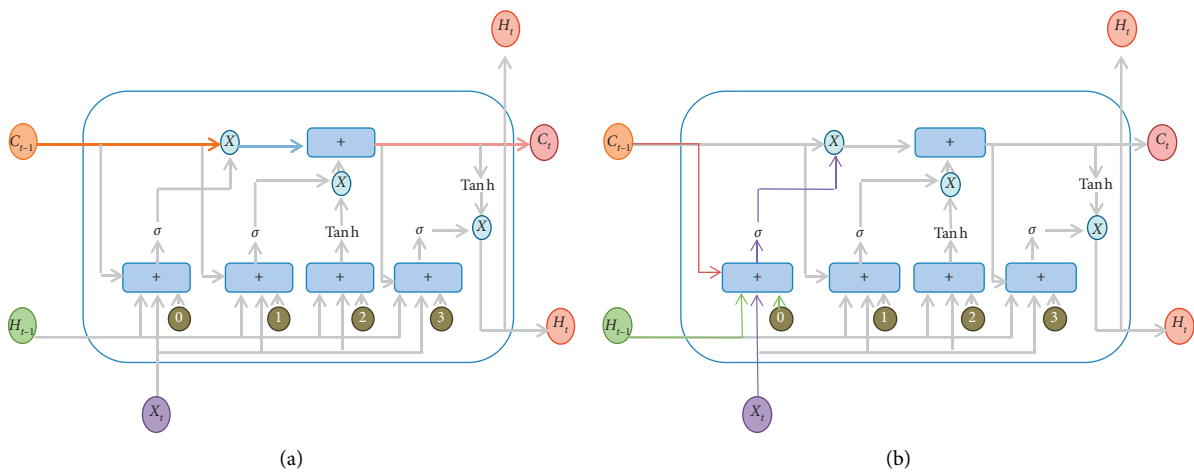 H_t
C_{t–1} X + C_t
X Tanh
σ σ Tanh σ X
+ + + +
H_{t–1} 0 1 2 3 H_t
X_t
(a)
H_t
C_{t–1} X + C_t
X Tanh
σ σ Tanh σ X
+ + + +
H_{t–1} 0 1 2 3 H_t
X_t
(b)